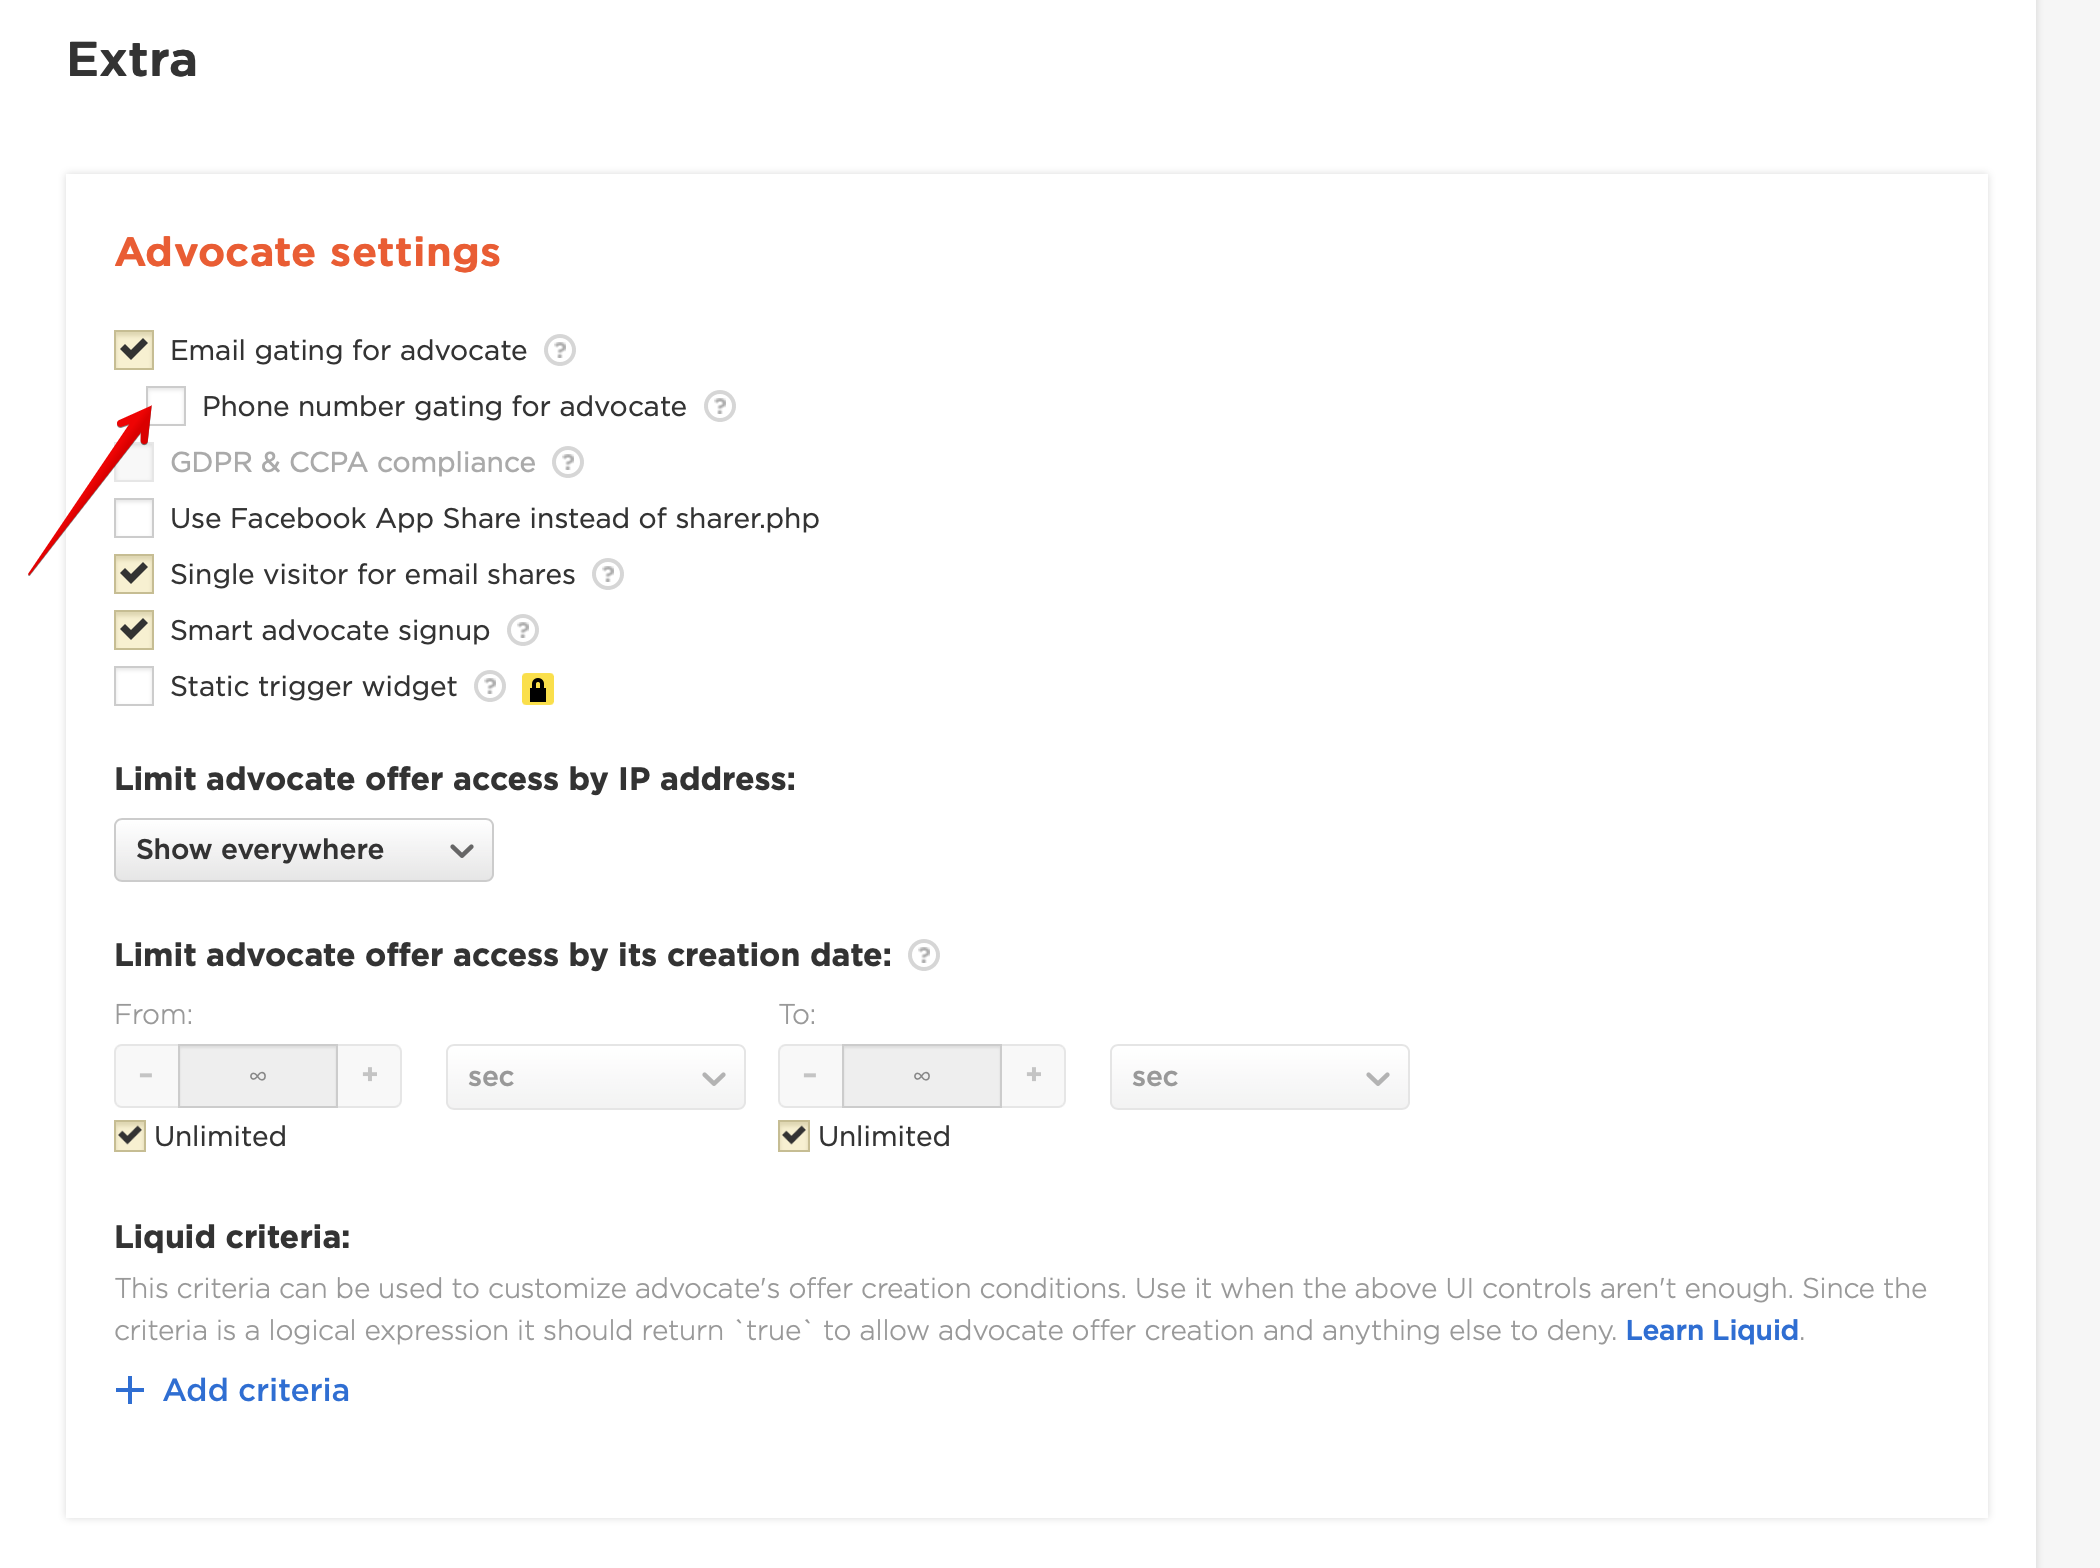 Extra
Advocate settings
Email gating for advocate ?
Phone number gating for advocate ?
GDPR & CCPA compliance ?
Use Facebook App Share instead of sharer.php
Single visitor for email shares ?
Smart advocate signup ?
Static trigger widget ?
Limit advocate offer access by IP address:
Show everywhere
Limit advocate offer access by its creation date: ?
From: To:
- ∞ + sec - ∞ + sec
Unlimited Unlimited
Liquid criteria:
This criteria can be used to customize advocate's offer creation conditions. Use it when the above UI controls aren't enough. Since the
criteria is a logical expression it should return `true` to allow advocate offer creation and anything else to deny. Learn Liquid.
+ Add criteria